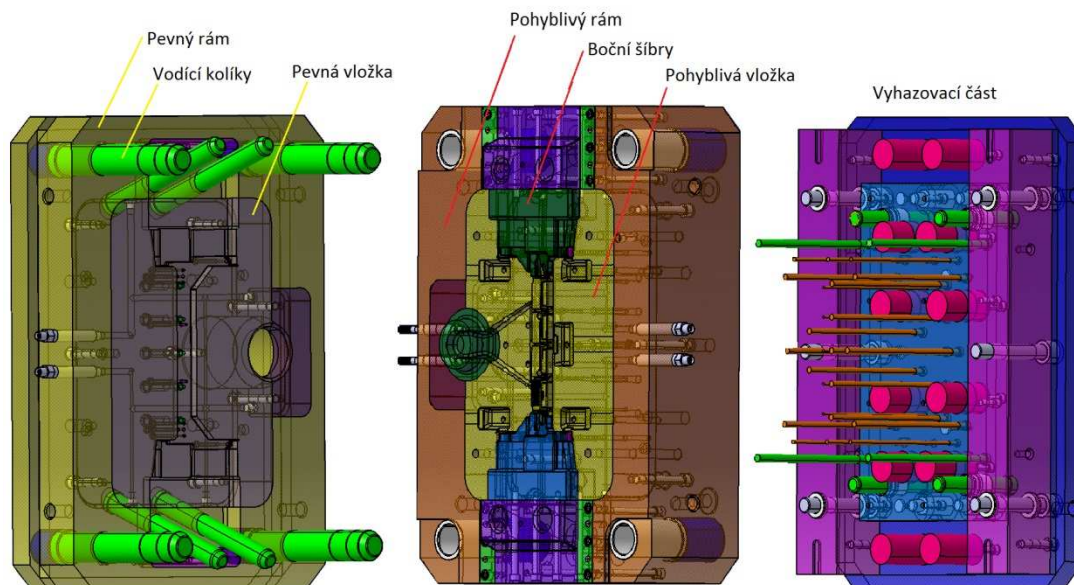 Pevný rám
Vodící kolíky
Pevná vložka
Pohyblivý rám
Boční šíbry
Pohyblivá vložka
Vyhazovací část